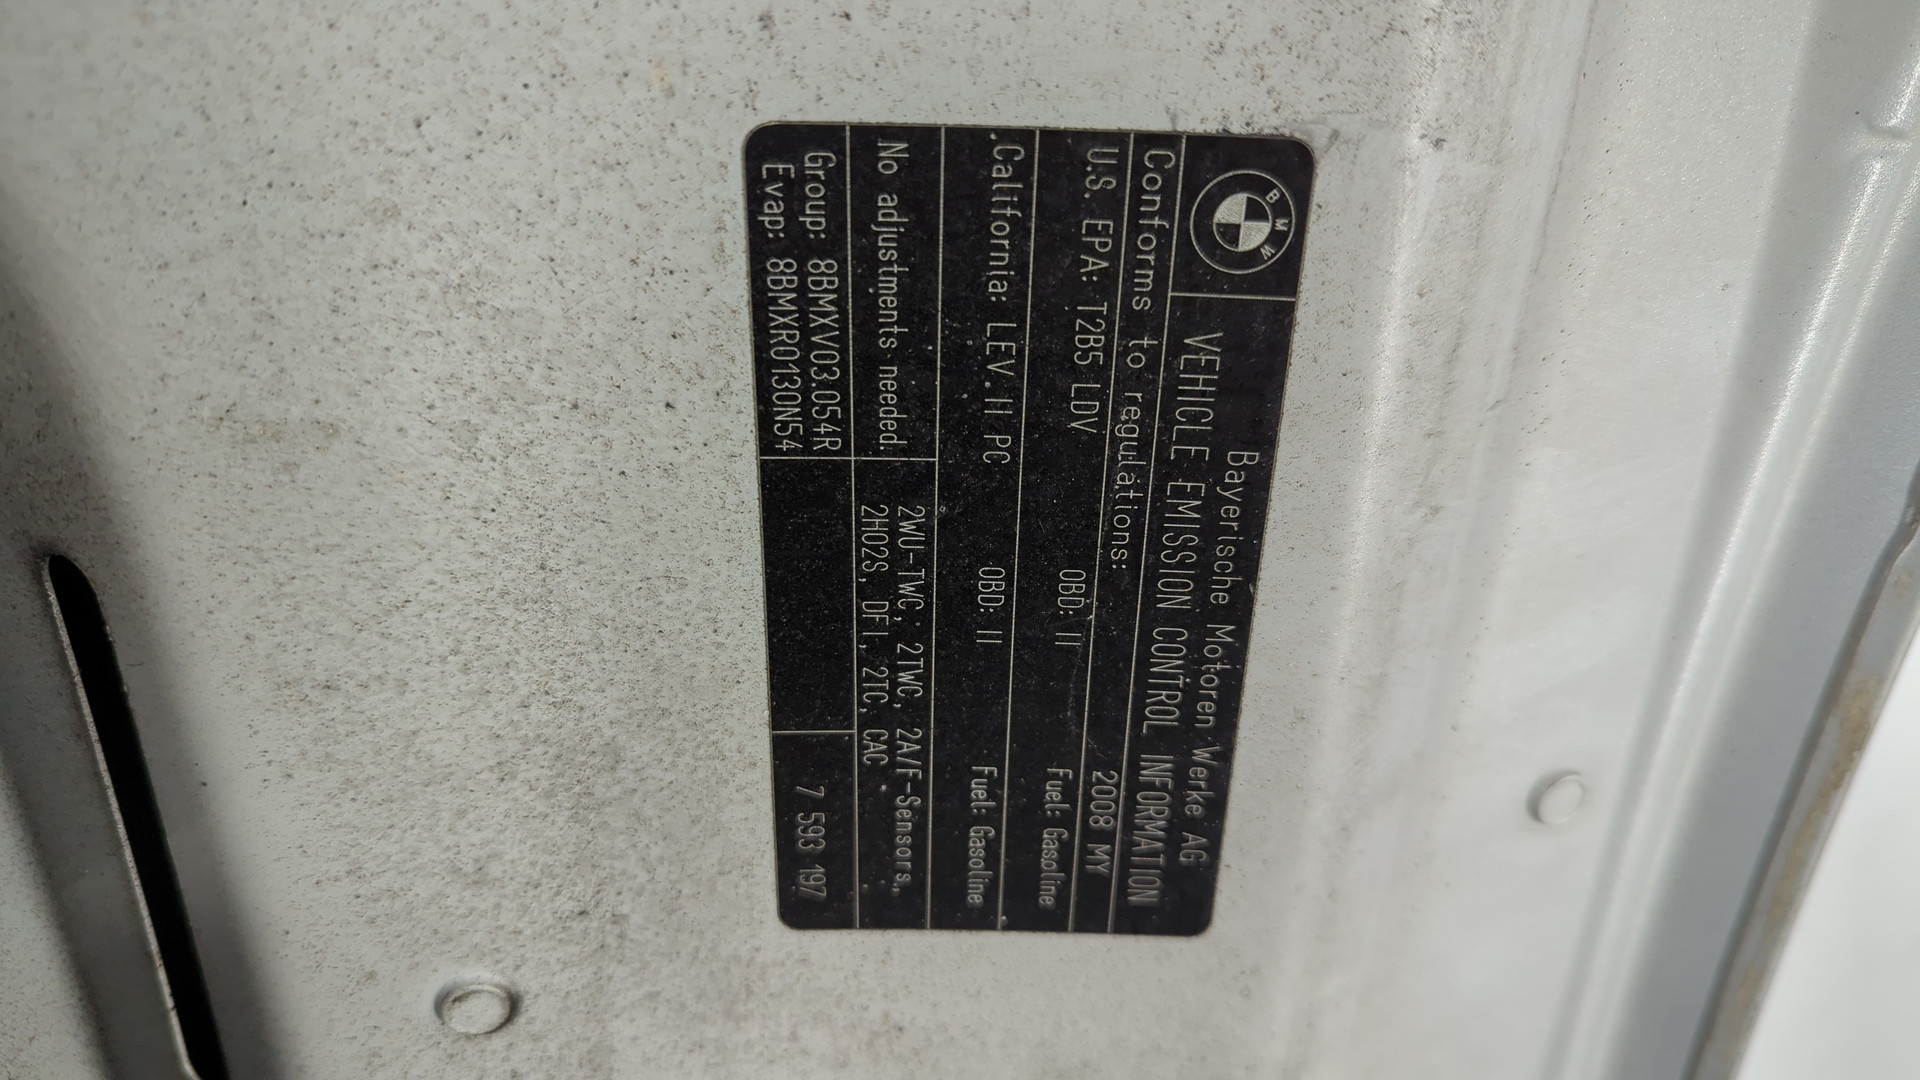 BMW
Bayerische Motoren Werke AG
VEHICLE EMISSION CONTROL INFORMATION
Conforms to regulations: 2008 MY
U.S. EPA: T2B5 LDV OBD: II Fuel: Gasoline
California: LEV II PC OBD: II Fuel: Gasoline
No adjustments needed.
2WU-TWC; 2TWC, 2A/F-Sensors,
2HO2S, DFI, 2TC, CAC
Group: 8BMXV03.054R
Evap: 8BMXR0130N54
7 593 197